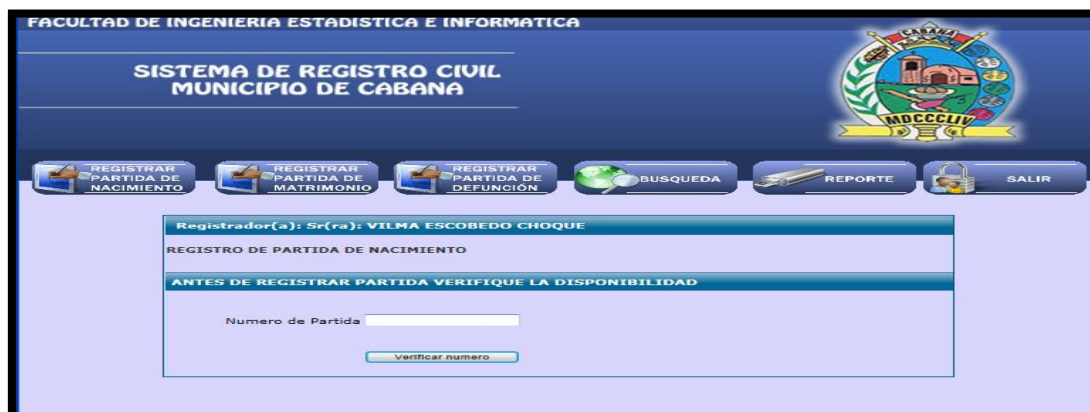 FACULTAD DE INGENIERIA ESTADISTICA E INFORMATICA
SISTEMA DE REGISTRO CIVIL
MUNICIPIO DE CABANA
CABANA
MDCCCLIV
REGISTRAR
PARTIDA DE
NACIMIENTO
REGISTRAR
PARTIDA DE
MATRIMONIO
REGISTRAR
PARTIDA DE
DEFUNCIÓN
BUSQUEDA
REPORTE
SALIR
Registrador(a): Sr(ra): VILMA ESCOBEDO CHOQUE
REGISTRO DE PARTIDA DE NACIMIENTO
ANTES DE REGISTRAR PARTIDA VERIFIQUE LA DISPONIBILIDAD
Numero de Partida
Verificar numero